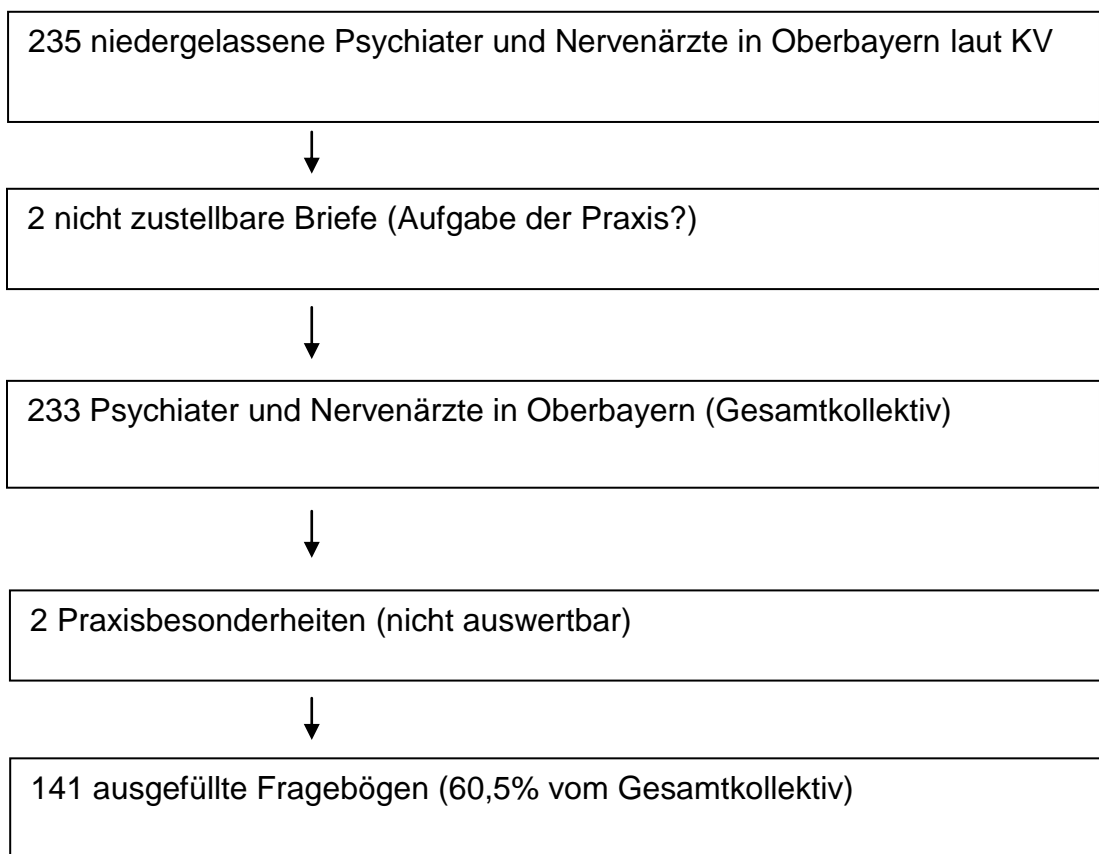 235 niedergelassene Psychiater und Nervenärzte in Oberbayern laut KV
2 nicht zustellbare Briefe (Aufgabe der Praxis?)
233 Psychiater und Nervenärzte in Oberbayern (Gesamtkollektiv)
2 Praxisbesonderheiten (nicht auswertbar)
141 ausgefüllte Fragebögen (60,5% vom Gesamtkollektiv)